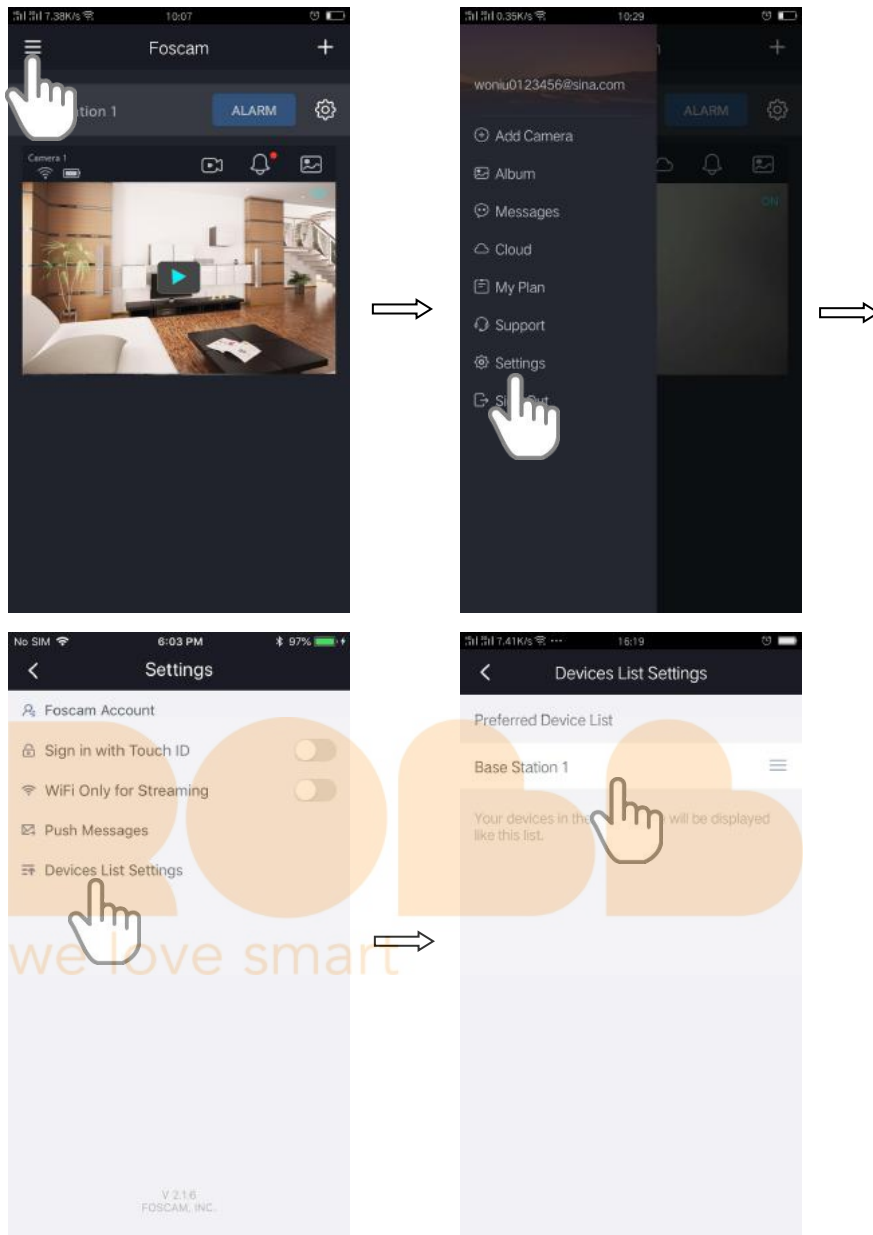 7.38K/s 10:07
Foscam
tion 1 ALARM
Camera 1
0.35K/s 10:29
woniu0123456@sina.com
ALARM
Add Camera
Album
ON
Messages
Cloud
My Plan
Support
Settings
No SIM 6:03 PM 97%
Settings
Foscam Account
Sign in with Touch ID
WiFi Only for Streaming
Push Messages
Devices List Settings
V 2.1.6
FOSCAM, INC.
7.41K/s 16:19
Devices List Settings
Preferred Device List
Base Station 1
Your devices in the will be displayed
like this list.
ROBB
we love smart